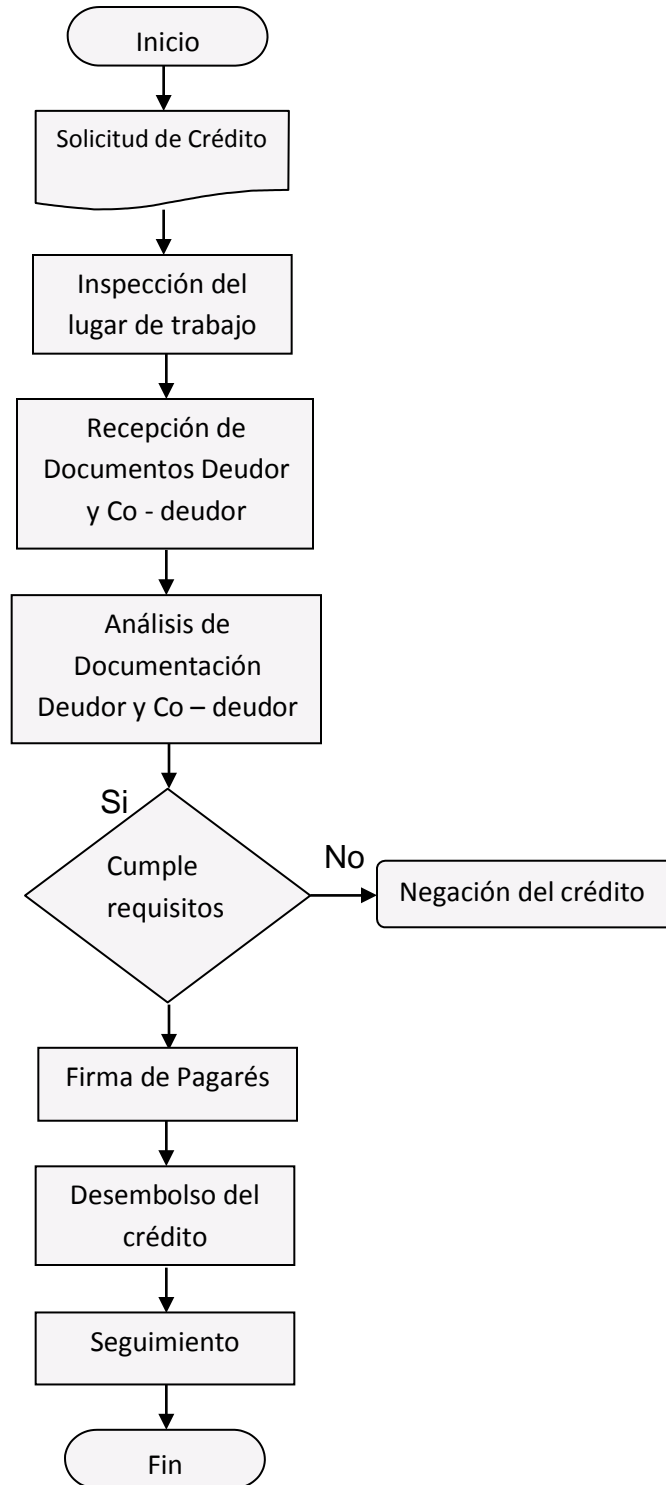 Inicio
Solicitud de Crédito
Inspección del
lugar de trabajo
Recepción de
Documentos Deudor
y Co - deudor
Análisis de
Documentación
Deudor y Co – deudor
Si
Cumple
requisitos
No
Negación del crédito
Firma de Pagarés
Desembolso del
crédito
Seguimiento
Fin